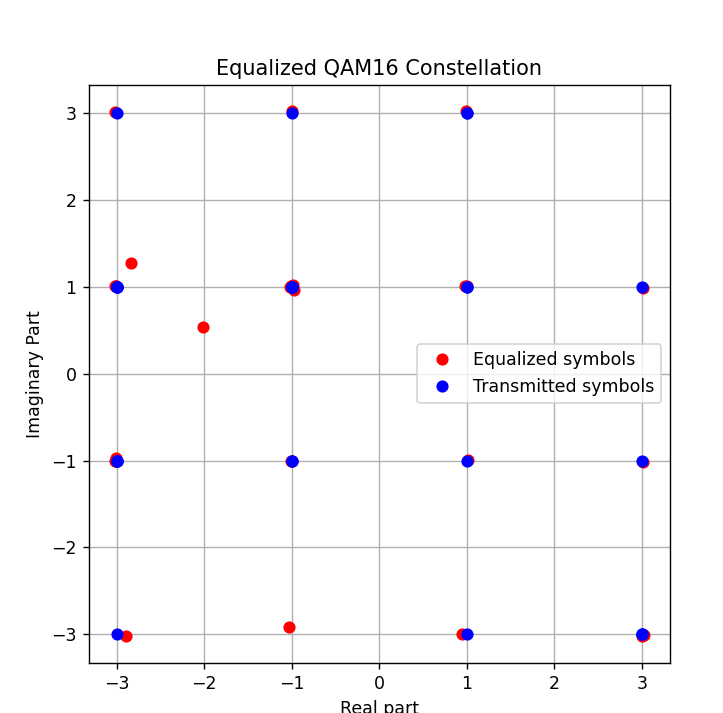 Equalized QAM16 Constellation
3
2
1
0
−1
−2
−3
Imaginary Part
Equalized symbols
Transmitted symbols
−3 −2 −1 0 1 2 3
Real part